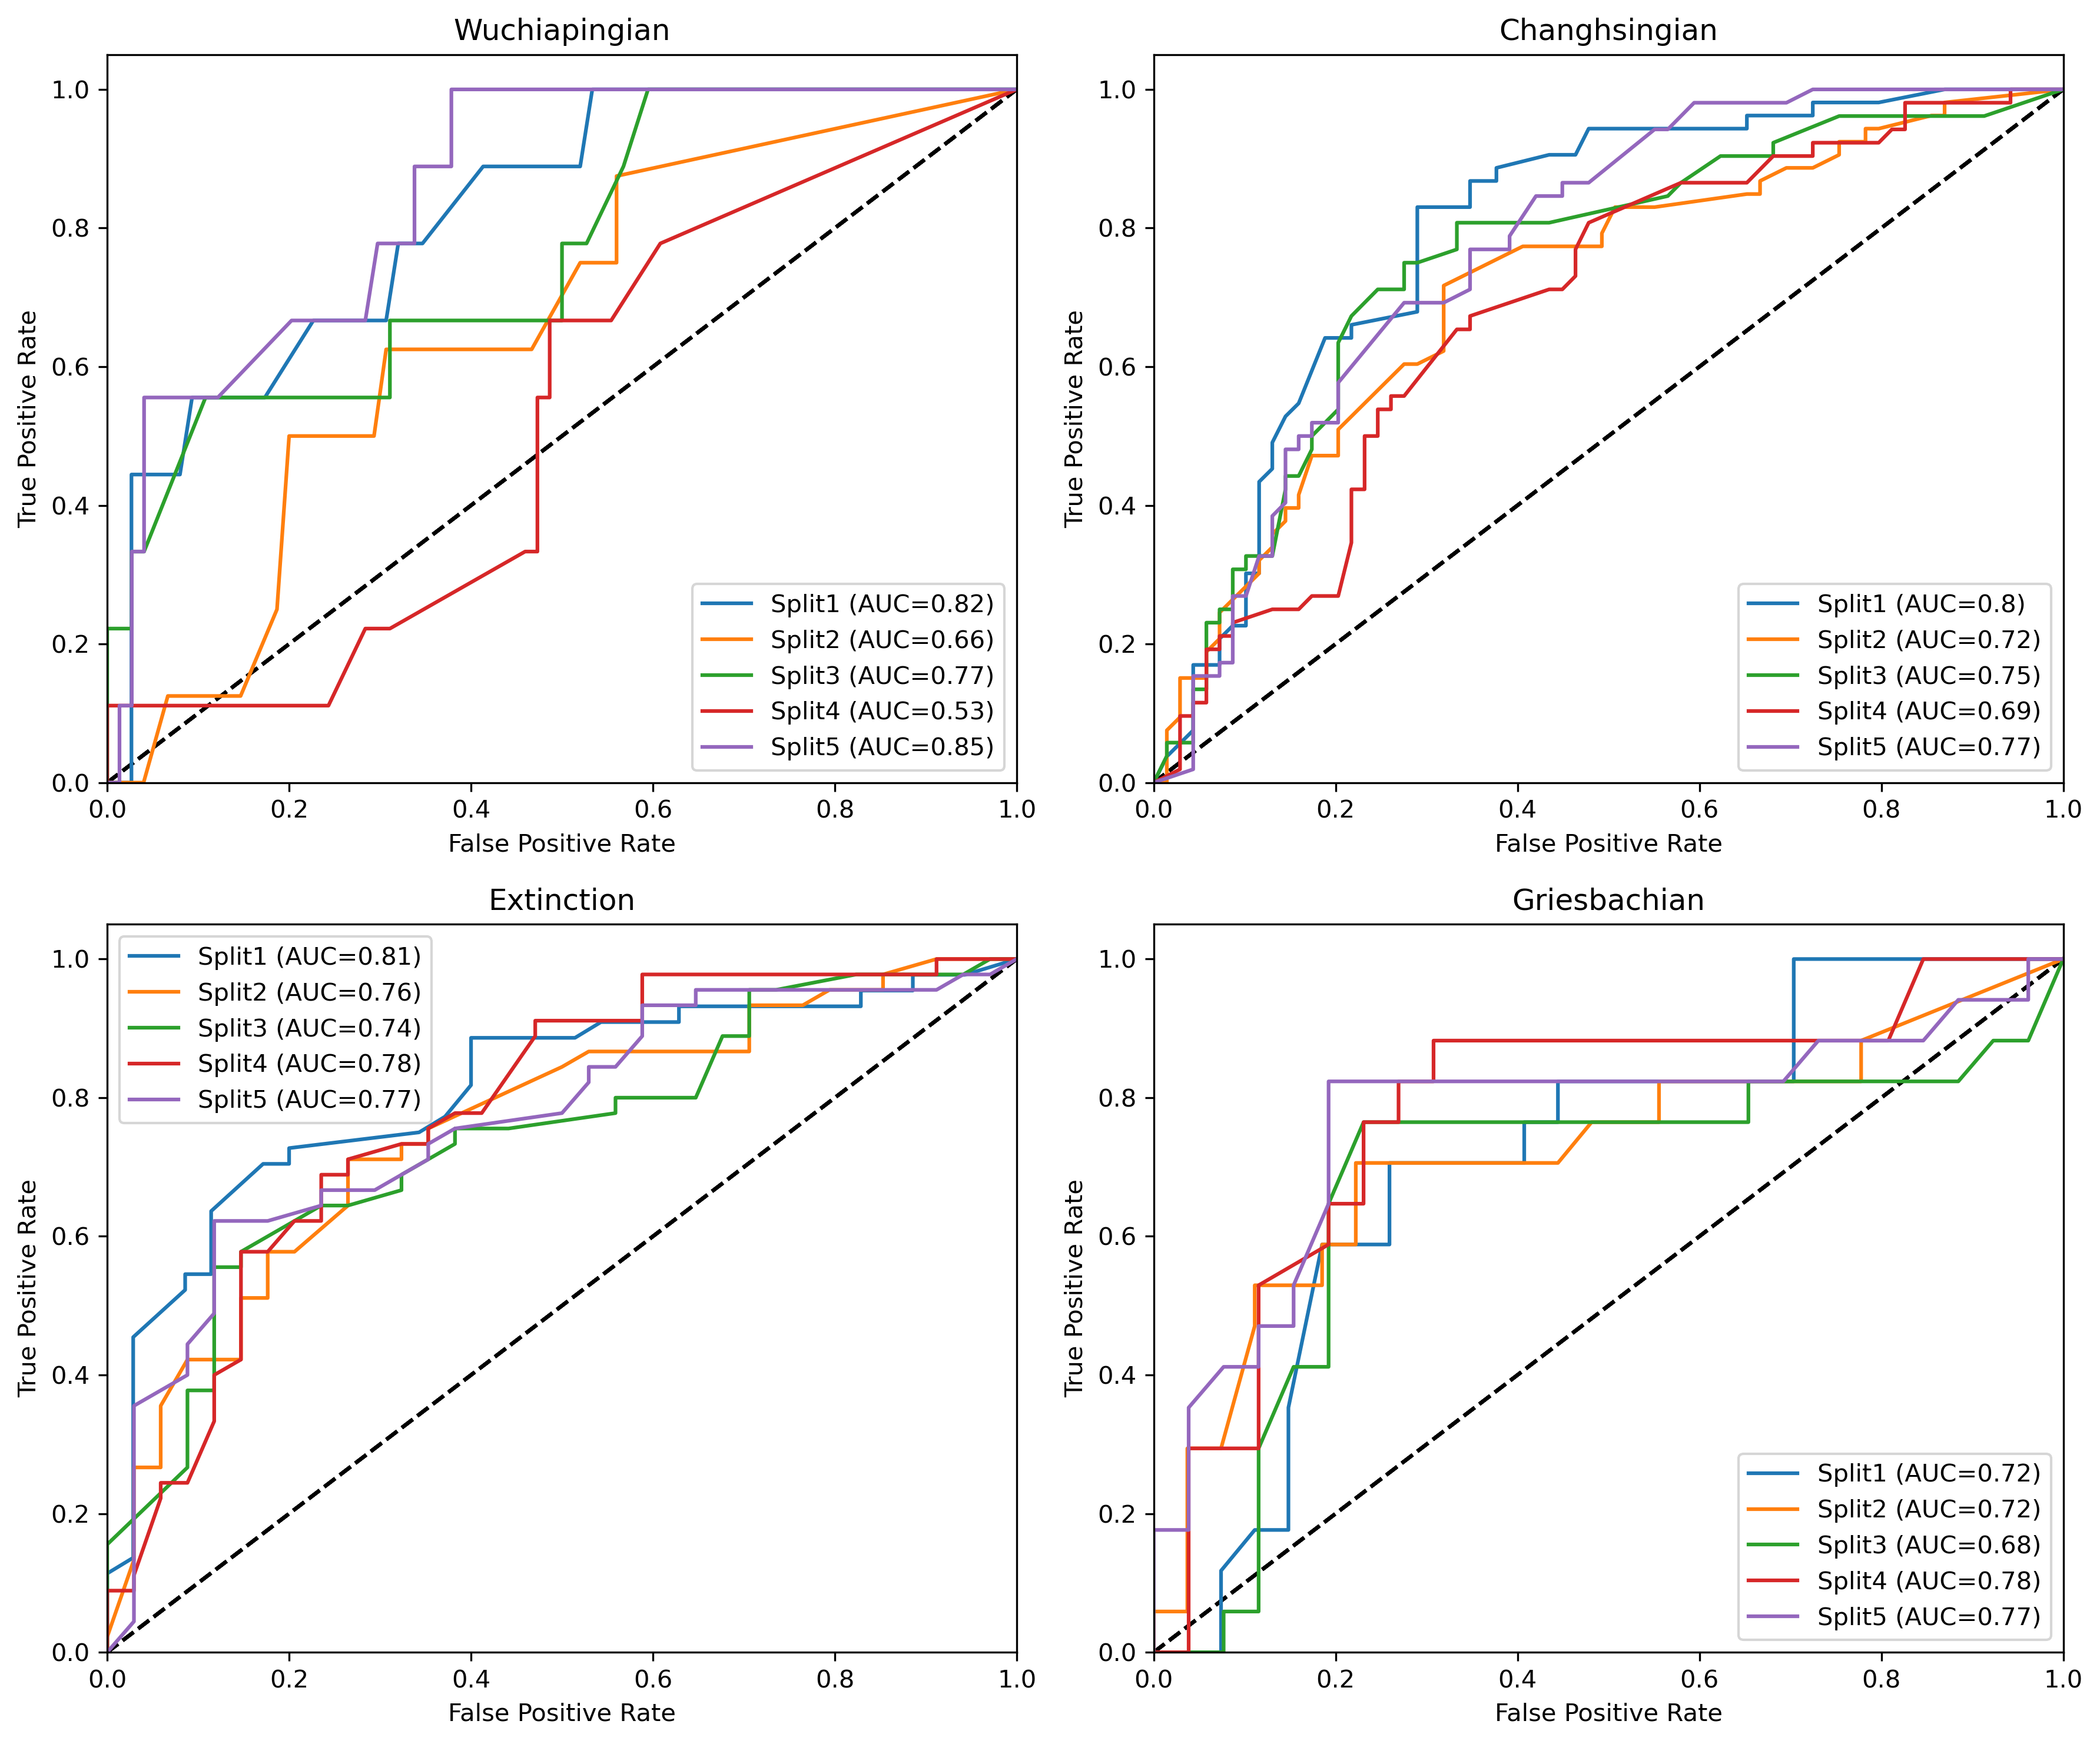 Wuchiapingian
True Positive Rate
1.0
0.8
0.6
0.4
0.2
0.0
0.0 0.2 0.4 0.6 0.8 1.0
False Positive Rate
Split1 (AUC=0.82)
Split2 (AUC=0.66)
Split3 (AUC=0.77)
Split4 (AUC=0.53)
Split5 (AUC=0.85)
Changhsingian
True Positive Rate
1.0
0.8
0.6
0.4
0.2
0.0
0.0 0.2 0.4 0.6 0.8 1.0
False Positive Rate
Split1 (AUC=0.8)
Split2 (AUC=0.72)
Split3 (AUC=0.75)
Split4 (AUC=0.69)
Split5 (AUC=0.77)
Extinction
True Positive Rate
1.0
0.8
0.6
0.4
0.2
0.0
0.0 0.2 0.4 0.6 0.8 1.0
False Positive Rate
Split1 (AUC=0.81)
Split2 (AUC=0.76)
Split3 (AUC=0.74)
Split4 (AUC=0.78)
Split5 (AUC=0.77)
Griesbachian
True Positive Rate
1.0
0.8
0.6
0.4
0.2
0.0
0.0 0.2 0.4 0.6 0.8 1.0
False Positive Rate
Split1 (AUC=0.72)
Split2 (AUC=0.72)
Split3 (AUC=0.68)
Split4 (AUC=0.78)
Split5 (AUC=0.77)